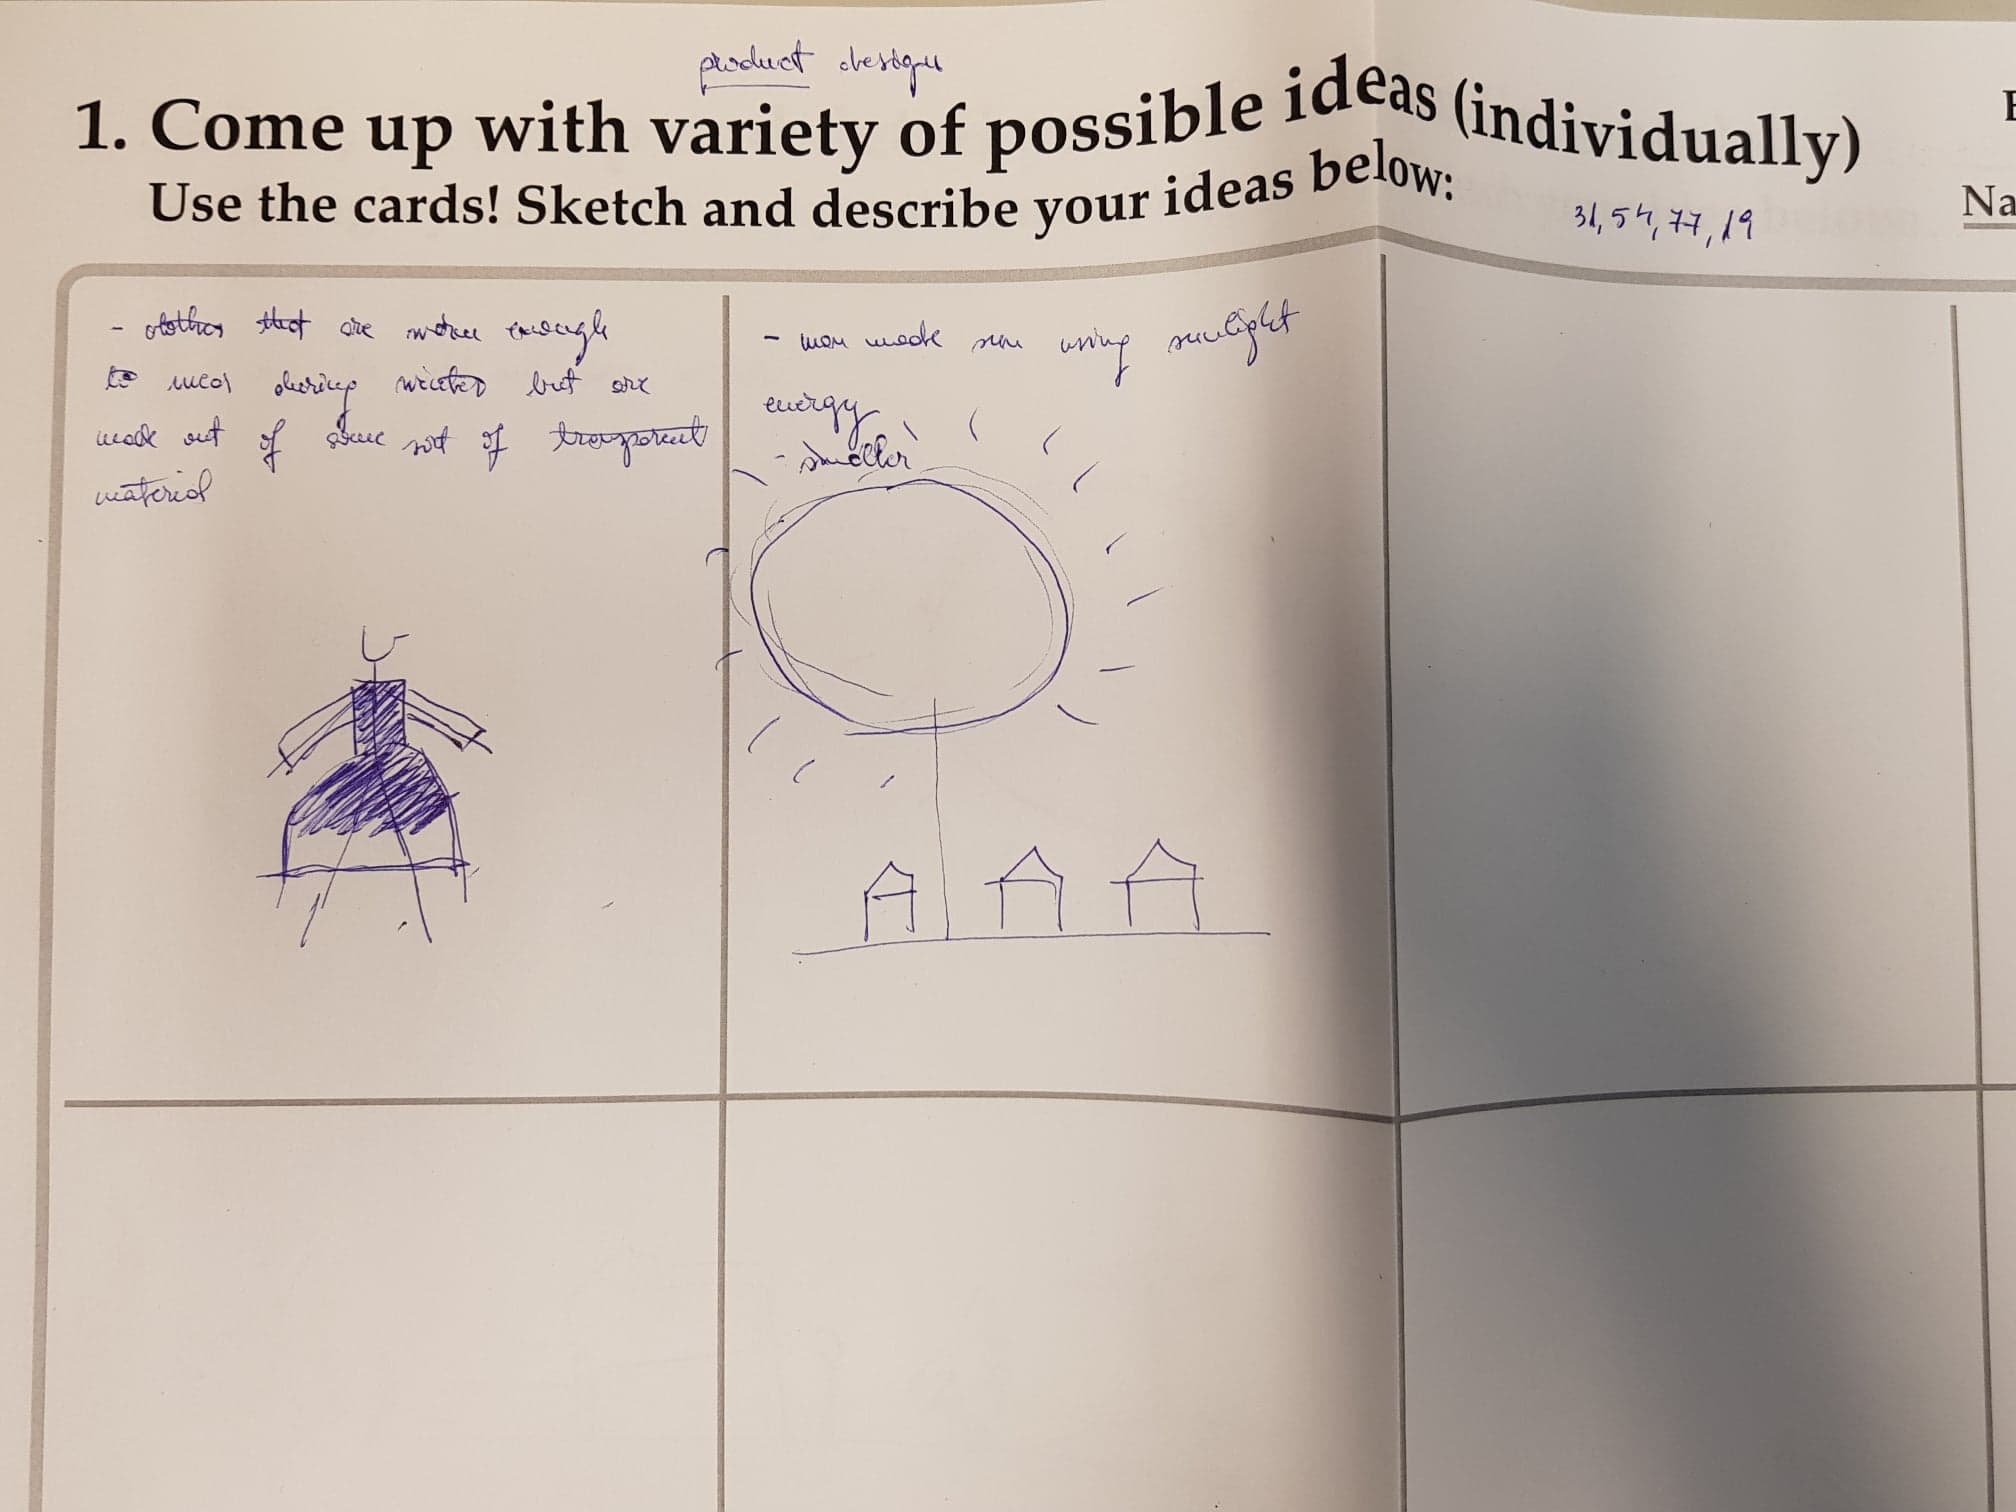 product design
1. Come up with variety of possible ideas (individually)
Use the cards! Sketch and describe your ideas below:
31, 54, 77, 19
Na
- clothes that are warm enough
to wear during winter but are
made out of some sort of transparent
material
- man made sun using sunlight
energy
- smaller